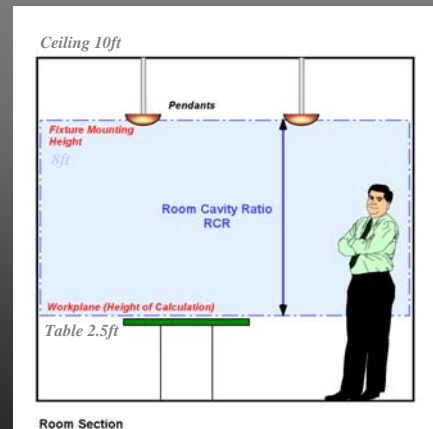 Ceiling 10ft
Pendants
Fixture Mounting
Height
8ft
Room Cavity Ratio
RCR
Workplane (Height of Calculation)
Table 2.5ft
Room Section